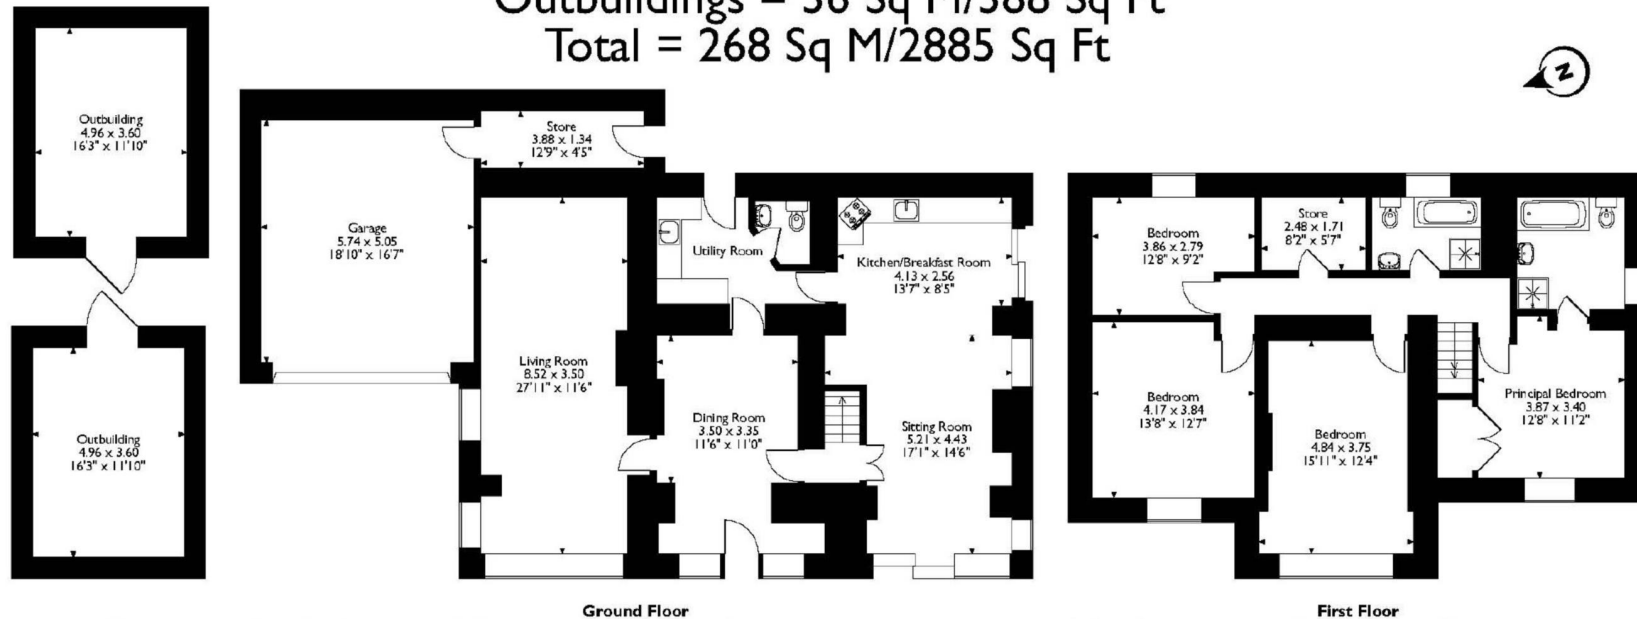 Outbuildings = 36 Sq M/388 Sq Ft
Total = 268 Sq M/2885 Sq Ft
N
Outbuilding
4.96 x 3.60
16'3" x 11'10"
Outbuilding
4.96 x 3.60
16'3" x 11'10"
Garage
5.74 x 5.05
18'10" x 16'7"
Store
3.88 x 1.34
12'9" x 4'5"
Living Room
8.52 x 3.50
27'11" x 11'6"
Utility Room
Dining Room
3.50 x 3.35
11'6" x 11'0"
Kitchen/Breakfast Room
4.13 x 2.56
13'7" x 8'5"
Sitting Room
5.21 x 4.43
17'1" x 14'6"
Ground Floor
Bedroom
3.86 x 2.79
12'8" x 9'2"
Store
2.48 x 1.71
8'2" x 5'7"
Bedroom
4.17 x 3.84
13'8" x 12'7"
Bedroom
4.84 x 3.75
15'11" x 12'4"
Principal Bedroom
3.87 x 3.40
12'8" x 11'2"
First Floor